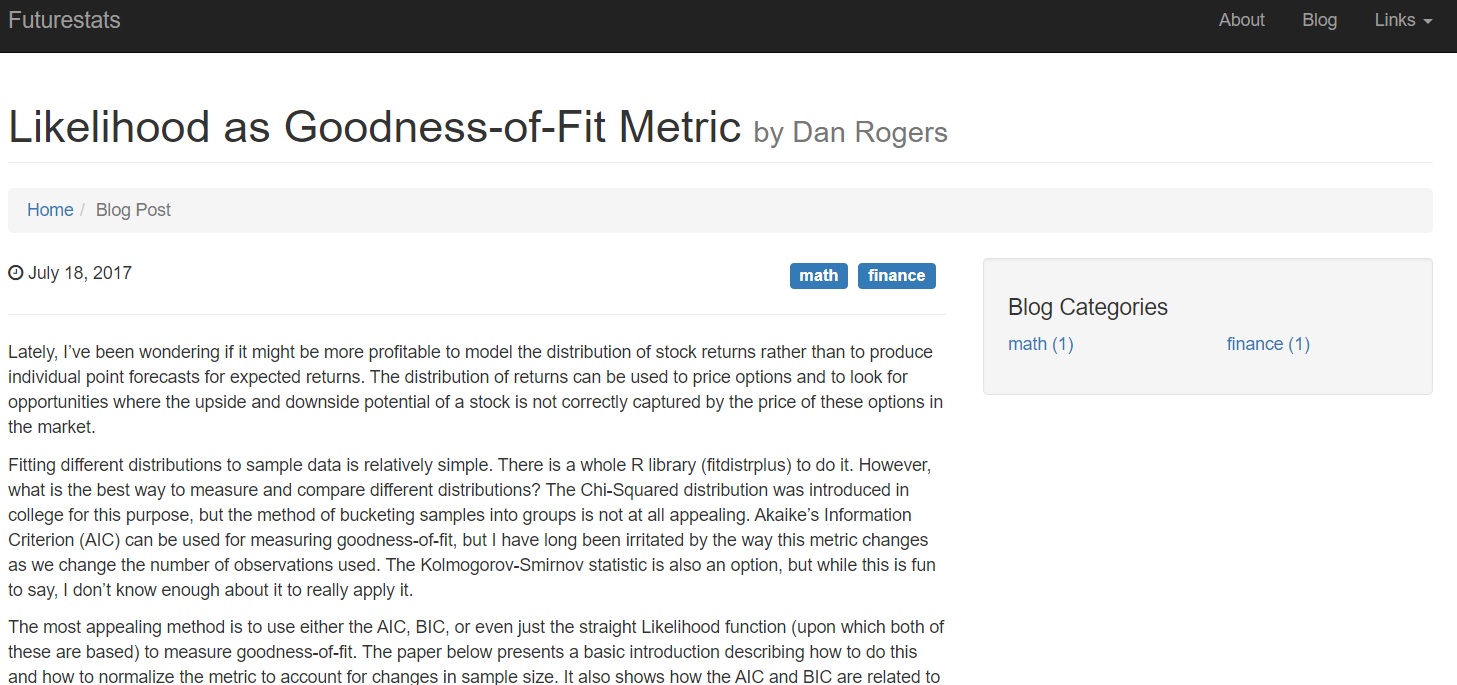 Futurestats
About Blog Links
Likelihood as Goodness-of-Fit Metric by Dan Rogers
Home / Blog Post
July 18, 2017
math finance
Blog Categories
math (1) finance (1)
Lately, I’ve been wondering if it might be more profitable to model the distribution of stock returns rather than to produce
individual point forecasts for expected returns. The distribution of returns can be used to price options and to look for
opportunities where the upside and downside potential of a stock is not correctly captured by the price of these options in
the market.
Fitting different distributions to sample data is relatively simple. There is a whole R library (fitdistrplus) to do it. However,
what is the best way to measure and compare different distributions? The Chi-Squared distribution was introduced in
college for this purpose, but the method of bucketing samples into groups is not at all appealing. Akaike’s Information
Criterion (AIC) can be used for measuring goodness-of-fit, but I have long been irritated by the way this metric changes
as we change the number of observations used. The Kolmogorov-Smirnov statistic is also an option, but while this is fun
to say, I don’t know enough about it to really apply it.
The most appealing method is to use either the AIC, BIC, or even just the straight Likelihood function (upon which both of
these are based) to measure goodness-of-fit. The paper below presents a basic introduction describing how to do this
and how to normalize the metric to account for changes in sample size. It also shows how the AIC and BIC are related to